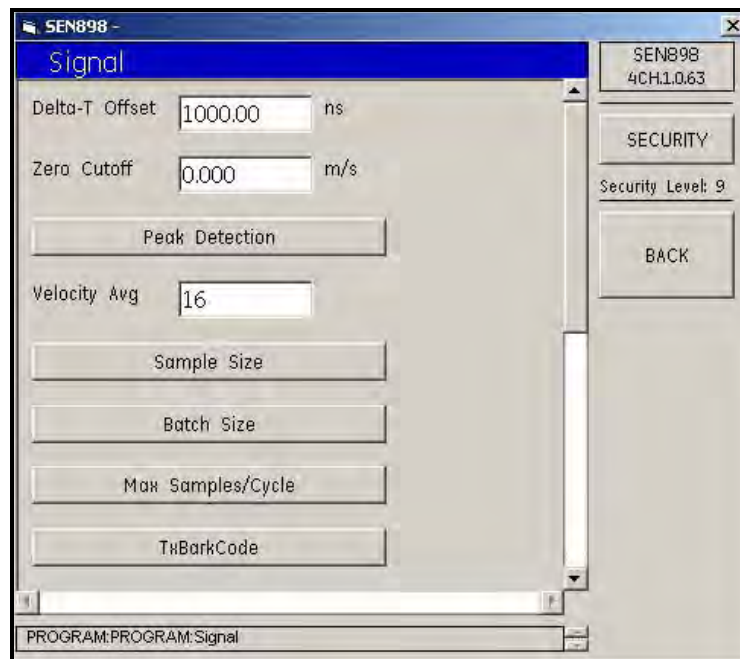 SEN898 -
Signal
Delta-T Offset 1000.00 ns
Zero Cutoff 0.000 m/s
Peak Detection
Velocity Avg 16
Sample Size
Batch Size
Max Samples/Cycle
TxBarkCode
SEN898
4CH.1.0.63
SECURITY
Security Level: 9
BACK
PROGRAM:PROGRAM:Signal